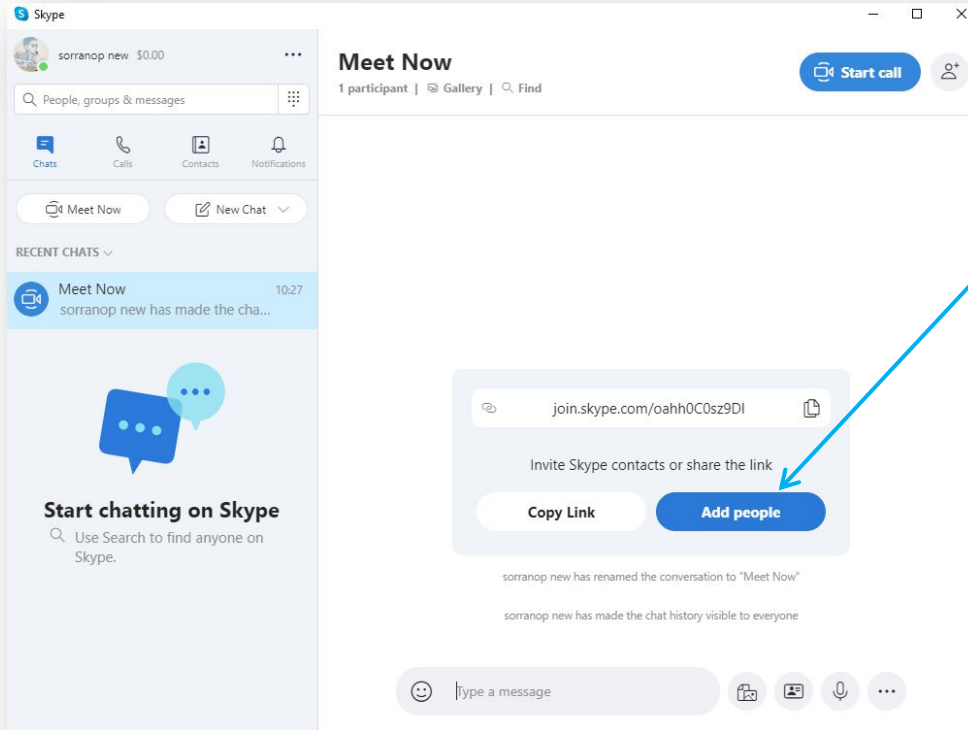 Skype
sorranop new $0.00
People, groups & messages
Chats Calls Contacts Notifications
Meet Now New Chat
RECENT CHATS
Meet Now 10:27
sorranop new has made the cha...
Start chatting on Skype
Use Search to find anyone on
Skype.
Meet Now
1 participant | Gallery | Find
Start call
join.skype.com/oahh0C0sz9DI
Invite Skype contacts or share the link
Copy Link Add people
sorranop new has renamed the conversation to "Meet Now"
sorranop new has made the chat history visible to everyone
Type a message